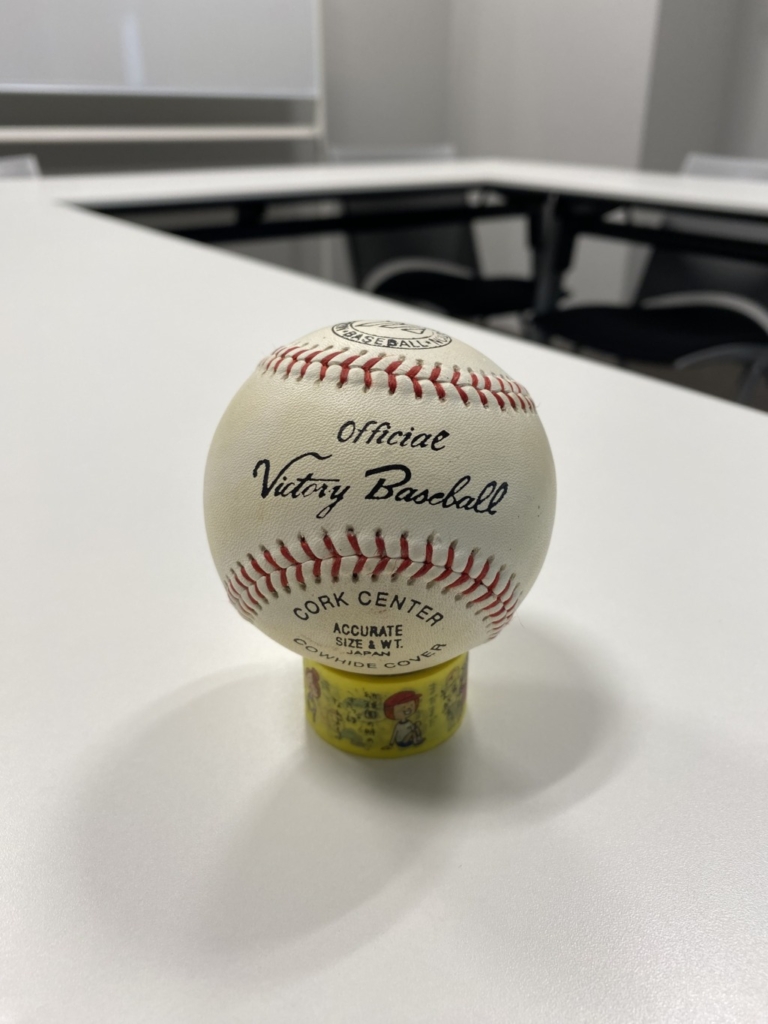 BASEBALL
Official
Victory Baseball
CORK CENTER
ACCURATE
SIZE & WT.
JAPAN
COWHIDE COVER